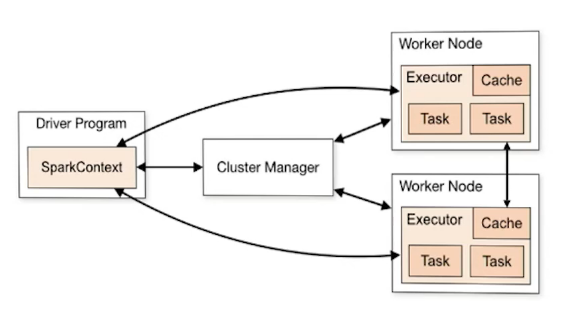 Driver Program
SparkContext
Cluster Manager
Worker Node
Executor
Cache
Task
Task
Worker Node
Executor
Cache
Task
Task